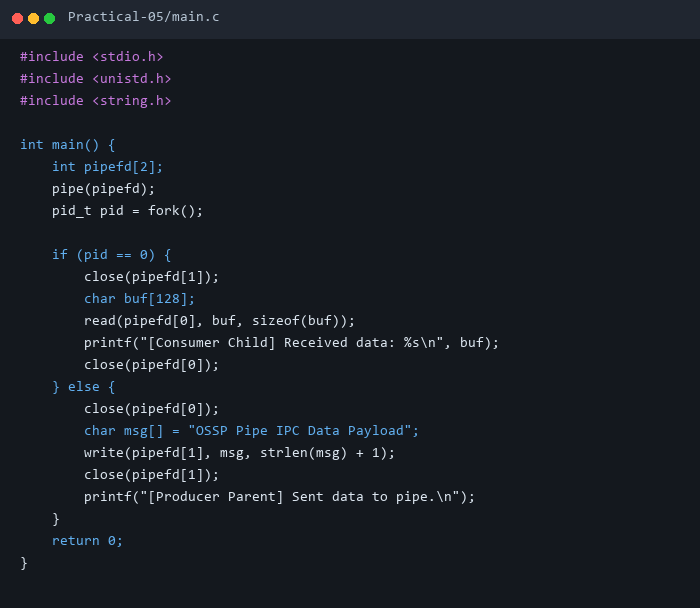 Practical-05/main.c
#include <stdio.h>
#include <unistd.h>
#include <string.h>

int main() {
    int pipefd[2];
    pipe(pipefd);
    pid_t pid = fork();

    if (pid == 0) {
        close(pipefd[1]);
        char buf[128];
        read(pipefd[0], buf, sizeof(buf));
        printf("[Consumer Child] Received data: %s\n", buf);
        close(pipefd[0]);
    } else {
        close(pipefd[0]);
        char msg[] = "OSSP Pipe IPC Data Payload";
        write(pipefd[1], msg, strlen(msg) + 1);
        close(pipefd[1]);
        printf("[Producer Parent] Sent data to pipe.\n");
    }
    return 0;
}